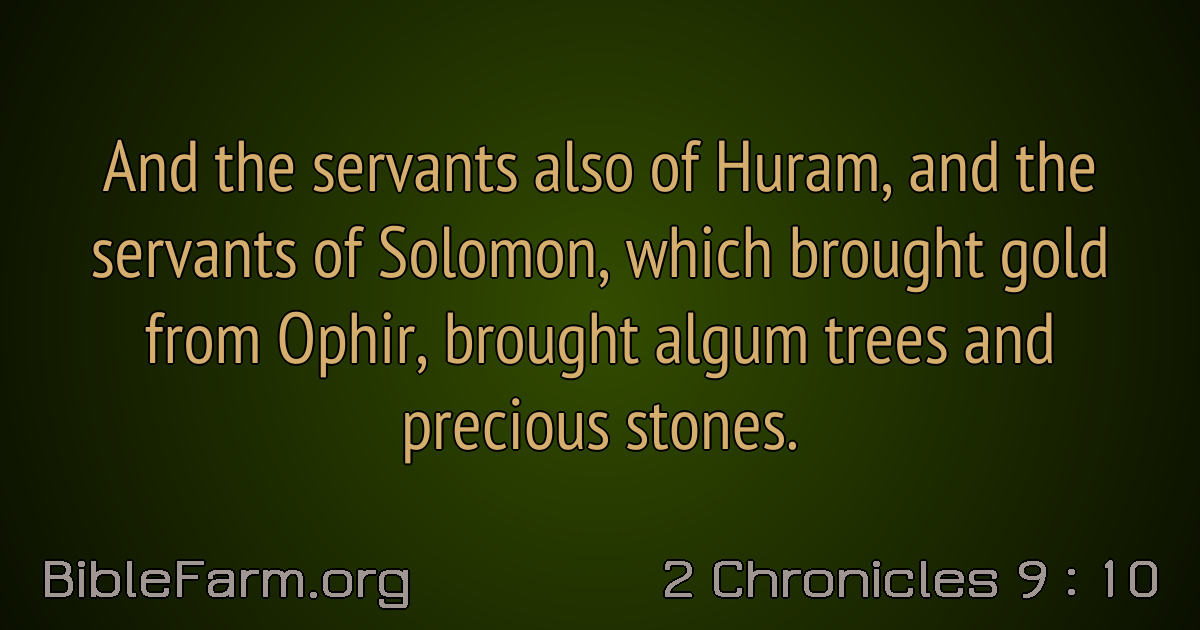 And the servants also of Huram, and the
servants of Solomon, which brought gold
from Ophir, brought algum trees and
precious stones.
BibleFarm.org
2 Chronicles 9 : 10